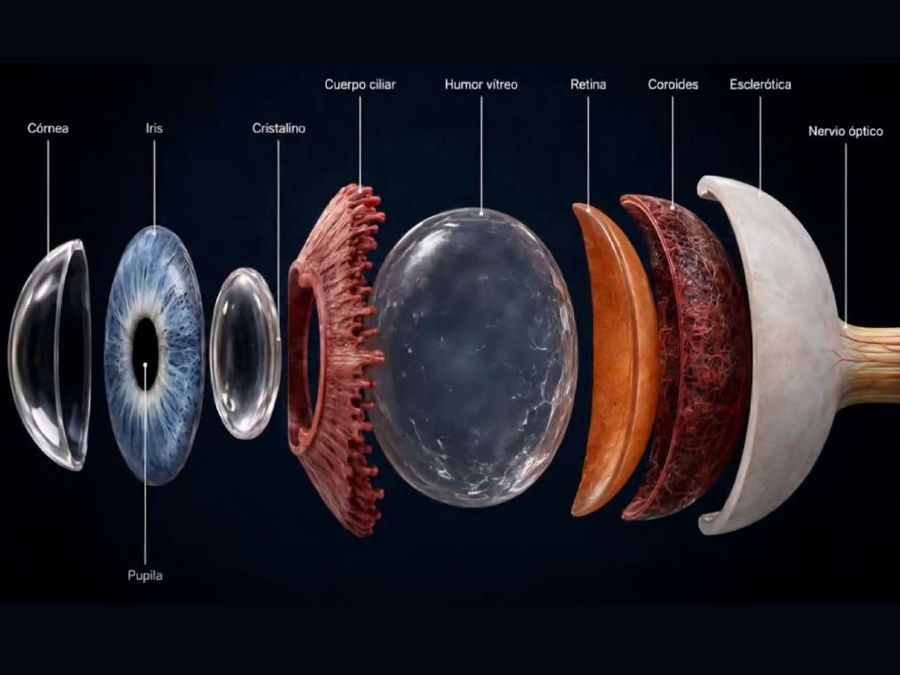 Cuerpo ciliar
Humor vítreo
Retina
Coroides
Esclerótica
Córnea
Iris
Cristalino
Nervio óptico
Pupila